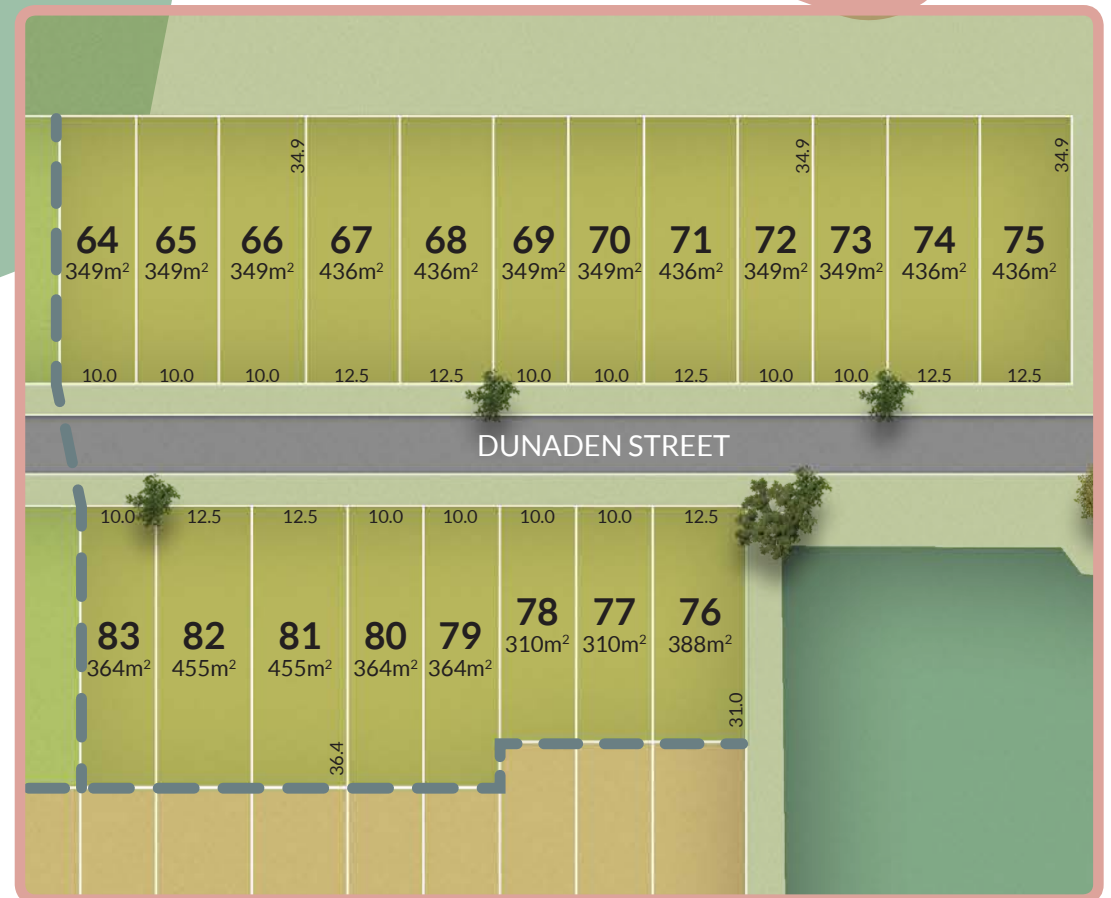 34.9 34.9 34.9
64 65 66 67 68 69 70 71 72 73 74 75
349m² 349m² 349m² 436m² 436m² 349m² 349m² 436m² 349m² 349m² 436m² 436m²
10.0 10.0 10.0 12.5 12.5 10.0 10.0 12.5 10.0 10.0 12.5 12.5
DUNADEN STREET
10.0 12.5 12.5 10.0 10.0 10.0 10.0 12.5
78 77 76
310m² 310m² 388m²
83 82 81 80 79
364m² 455m² 455m² 364m² 364m²
31.0
36.4